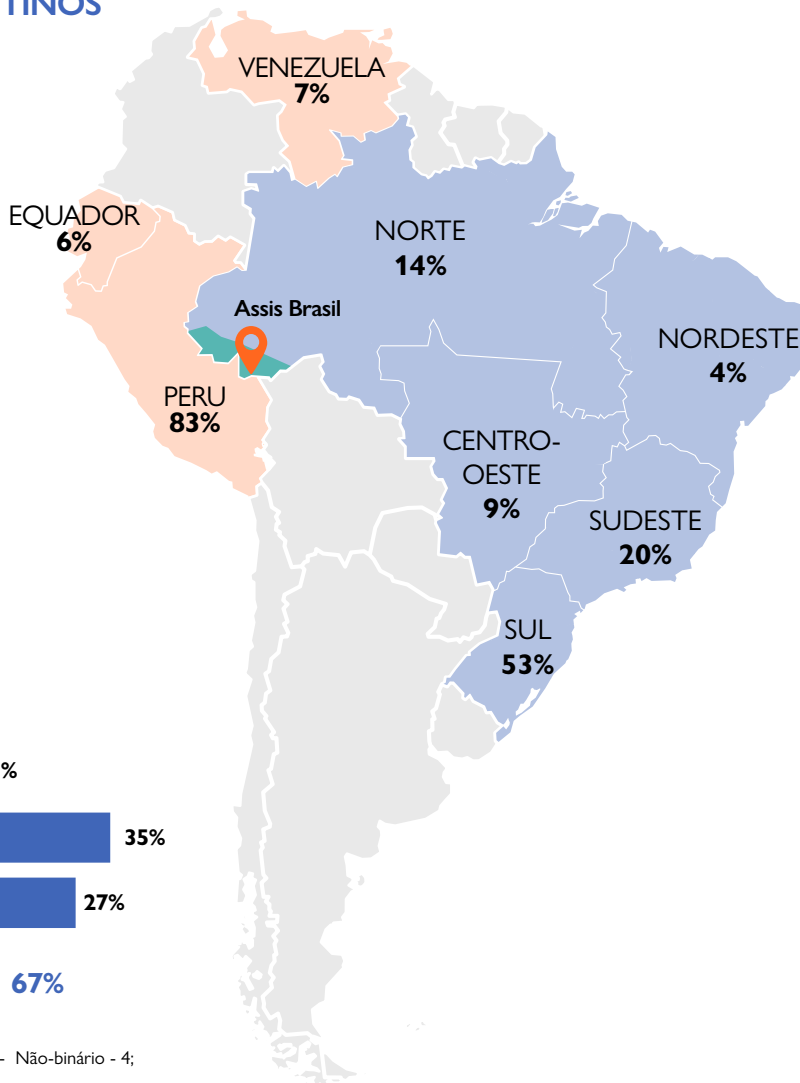 TINOS
VENEZUELA
7%
EQUADOR
6%
NORTE
14%
Assis Brasil
NORDESTE
4%
PERU
83%
CENTRO-
OESTE
9%
SUDESTE
20%
SUL
53%
%
35%
27%
67%
- Não-binário - 4;